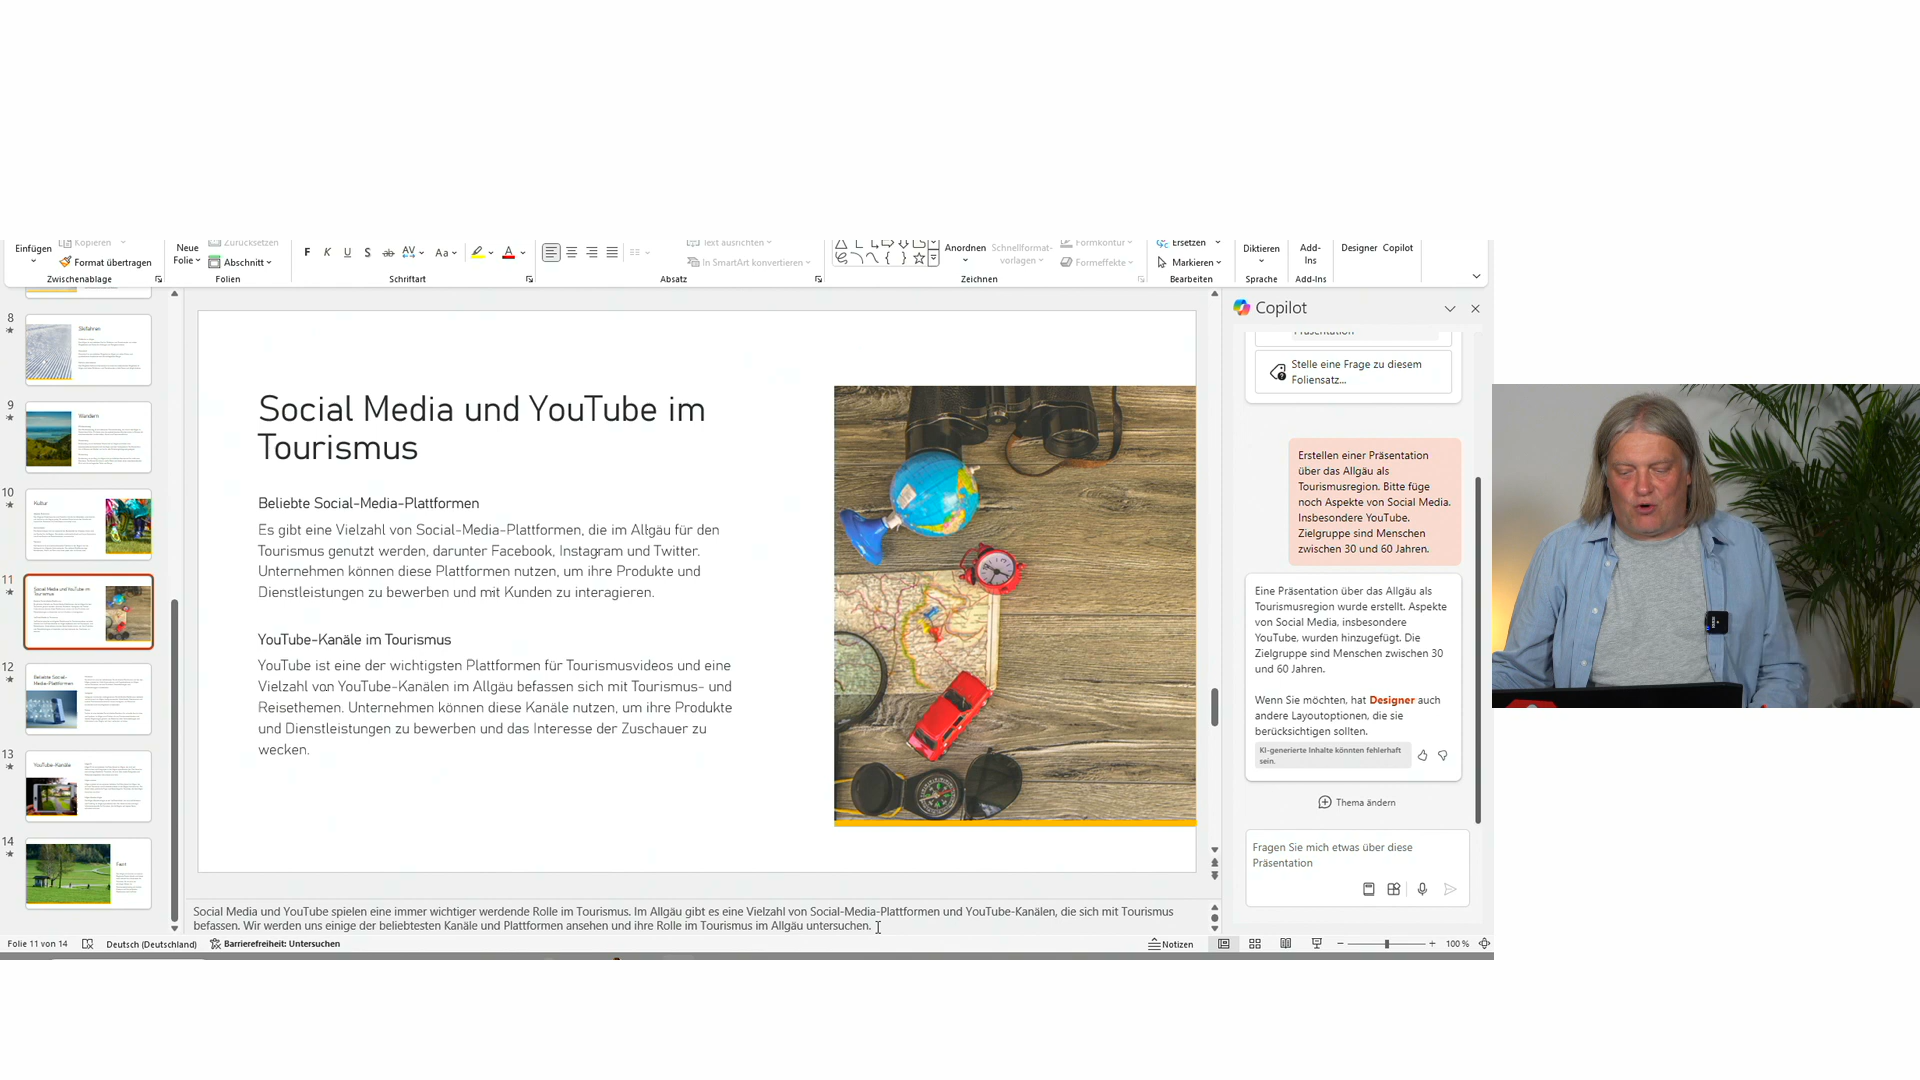 Einfügen
Kopieren
Format übertragen
Zwischenablage
Neue
Folie
Zurücksetzen
Abschnitt
Folien
F K U S ab AV Aa A
Schriftart
Text ausrichten
In SmartArt konvertieren
Absatz
Anordnen
Schnellformat-
vorlagen
Formkontur
Formeffekte
Zeichnen
Ersetzen
Markieren
Bearbeiten
Diktieren
Sprache
Add-
Ins
Add-Ins
Designer
Copilot
8
Skifahren
9
Wandern
10
Kultur
11
Social Media und YouTube im
Tourismus
12
Beliebte Social-
Media-Plattformen
13
YouTube-Kanäle
14
Fazit
Social Media und YouTube im
Tourismus
Beliebte Social-Media-Plattformen
Es gibt eine Vielzahl von Social-Media-Plattformen, die im Allgäu für den
Tourismus genutzt werden, darunter Facebook, Instagram und Twitter.
Unternehmen können diese Plattformen nutzen, um ihre Produkte und
Dienstleistungen zu bewerben und mit Kunden zu interagieren.
YouTube-Kanäle im Tourismus
YouTube ist eine der wichtigsten Plattformen für Tourismusvideos und eine
Vielzahl von YouTube-Kanälen im Allgäu befassen sich mit Tourismus- und
Reisethemen. Unternehmen können diese Kanäle nutzen, um ihre Produkte
und Dienstleistungen zu bewerben und das Interesse der Zuschauer zu
wecken.
Social Media und YouTube spielen eine immer wichtiger werdende Rolle im Tourismus. Im Allgäu gibt es eine Vielzahl von Social-Media-Plattformen und YouTube-Kanälen, die sich mit Tourismus
befassen. Wir werden uns einige der beliebtesten Kanäle und Plattformen ansehen und ihre Rolle im Tourismus im Allgäu untersuchen.
Copilot
Präsentation
Stelle eine Frage zu diesem
Foliensatz...
Erstellen einer Präsentation
über das Allgäu als
Tourismusregion. Bitte füge
noch Aspekte von Social Media.
Insbesondere YouTube.
Zielgruppe sind Menschen
zwischen 30 und 60 Jahren.
Eine Präsentation über das Allgäu als
Tourismusregion wurde erstellt. Aspekte
von Social Media, insbesondere
YouTube, wurden hinzugefügt. Die
Zielgruppe sind Menschen zwischen 30
und 60 Jahren.
Wenn Sie möchten, hat Designer auch
andere Layoutoptionen, die sie
berücksichtigen sollten.
KI-generierte Inhalte könnten fehlerhaft
sein.
Thema ändern
Fragen Sie mich etwas über diese
Präsentation
Folie 11 von 14
Deutsch (Deutschland)
Barrierefreiheit: Untersuchen
Notizen
100 %